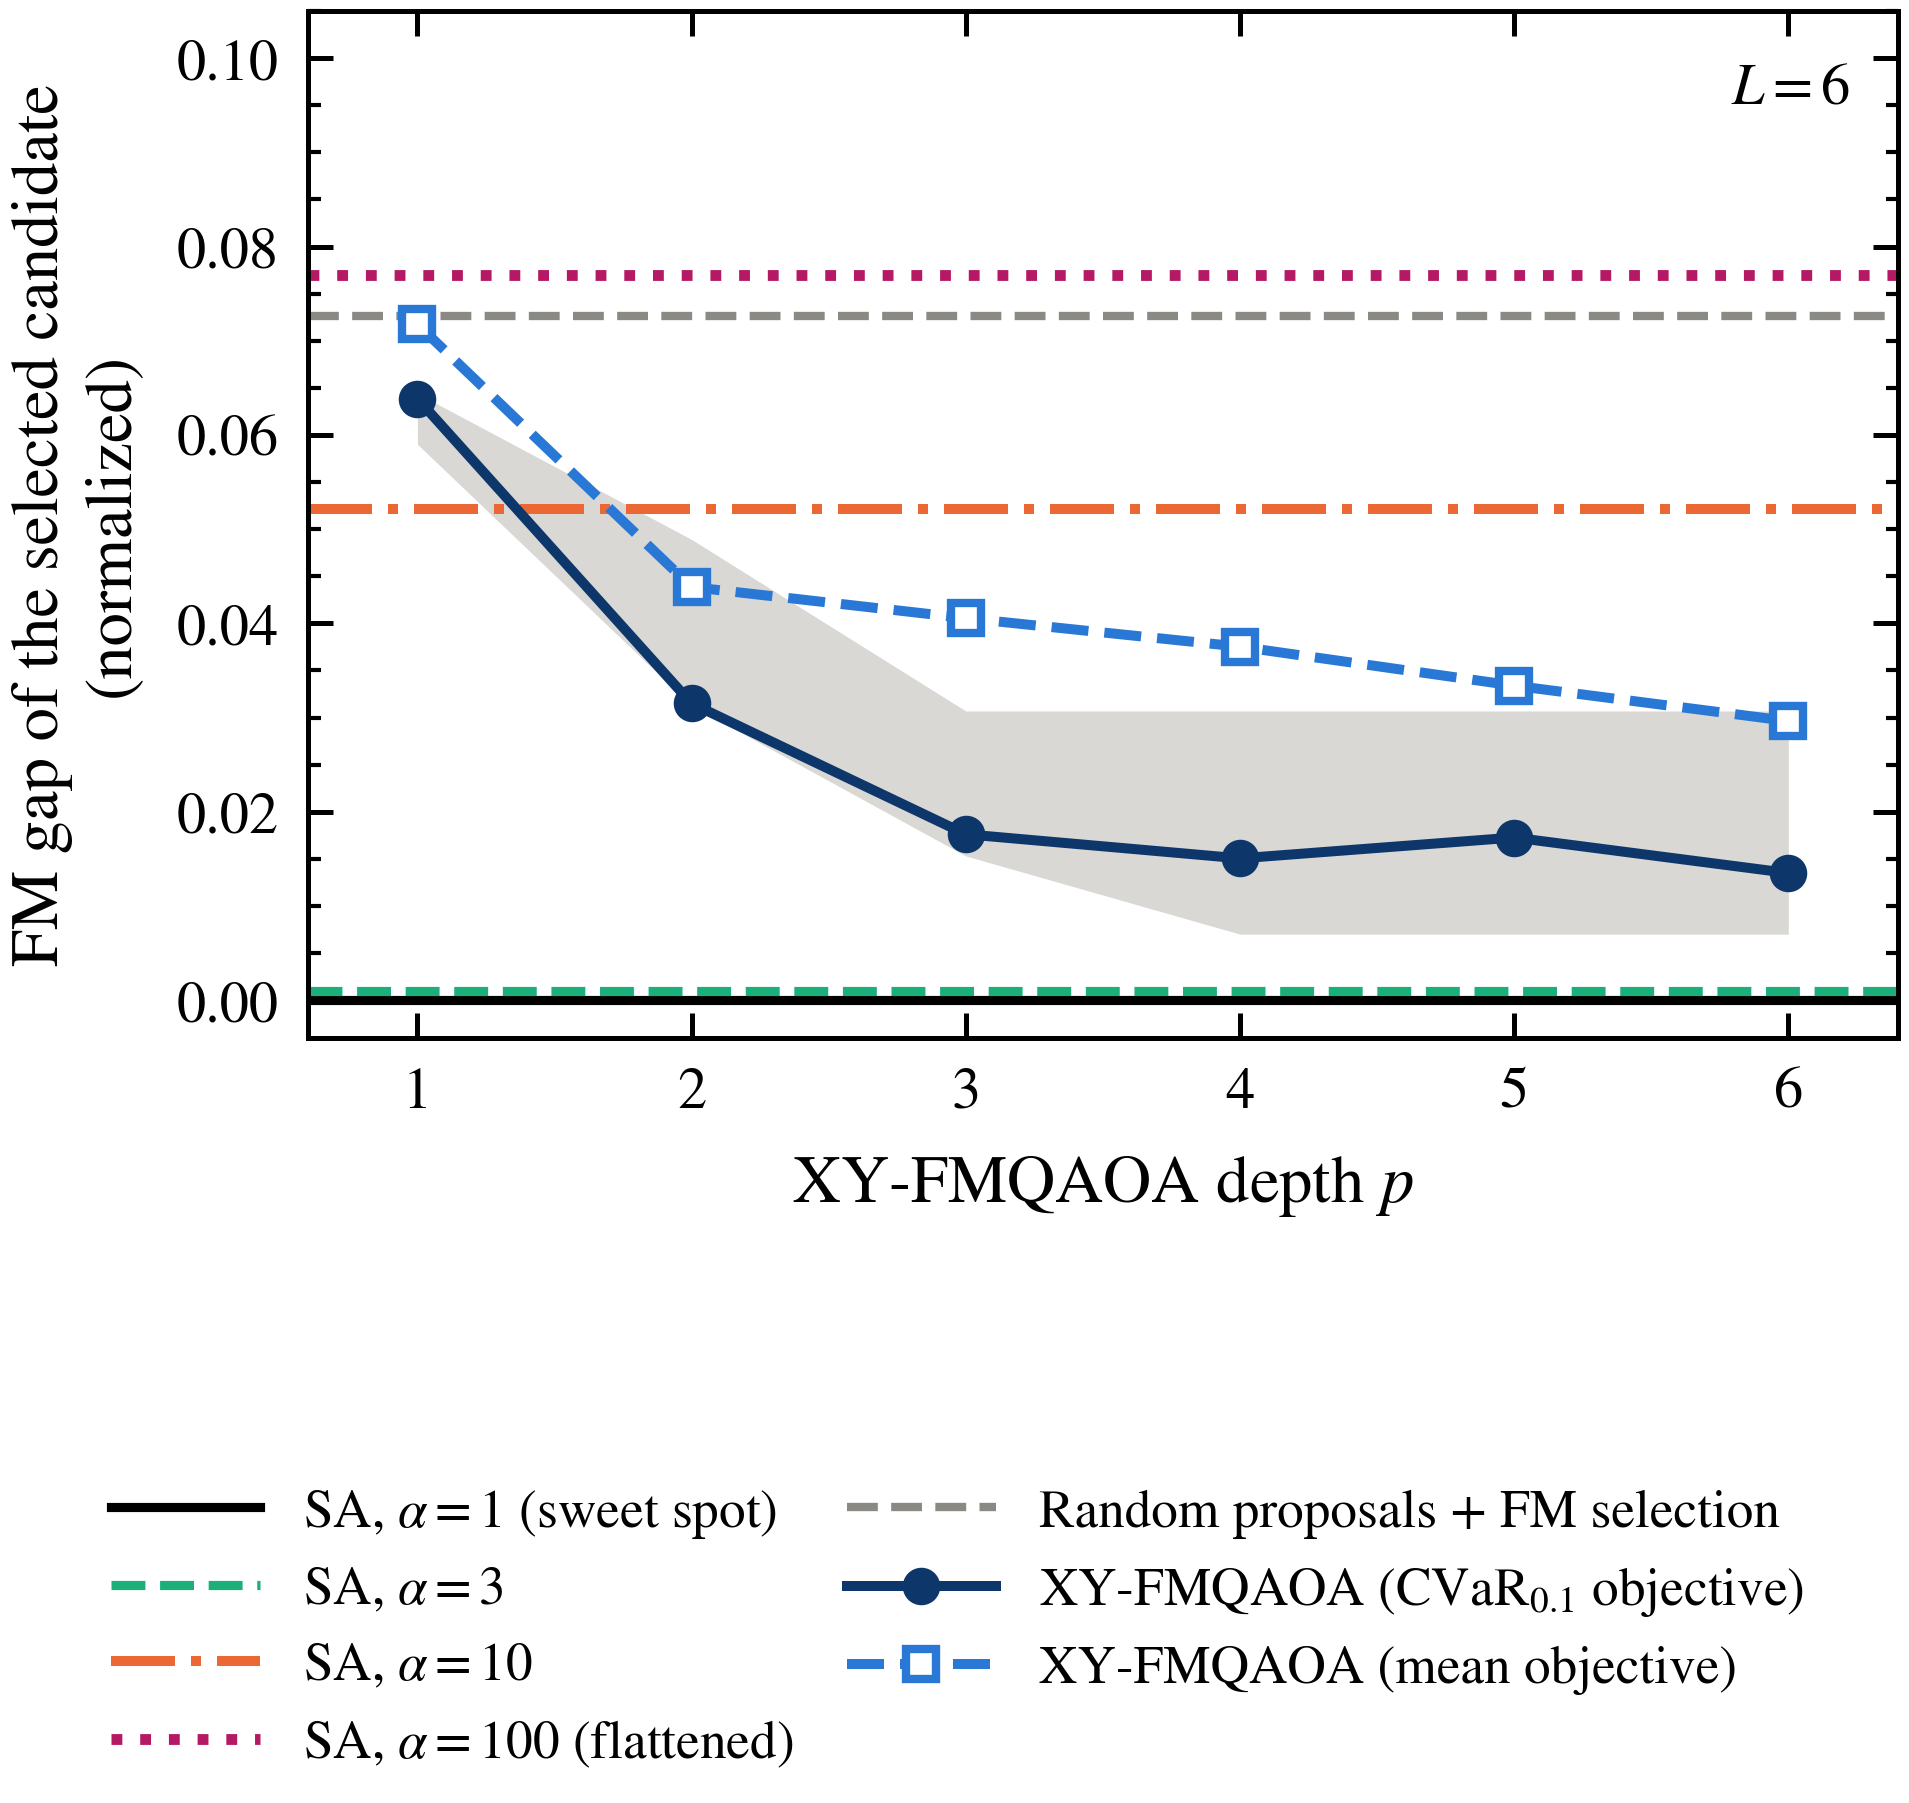 FM gap of the selected candidate
(normalized)
0.10
0.08
0.06
0.04
0.02
0.00
L = 6
1 2 3 4 5 6
XY-FMQAOA depth p
SA, α = 1 (sweet spot)
SA, α = 3
SA, α = 10
SA, α = 100 (flattened)
Random proposals + FM selection
XY-FMQAOA (CVaR₀.₁ objective)
XY-FMQAOA (mean objective)